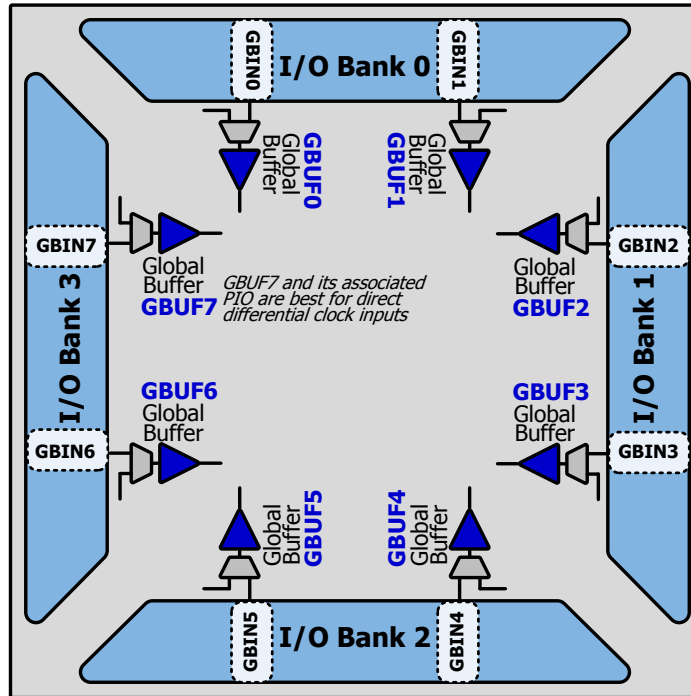 GBIN0
I/O Bank 0
GBIN1
Global
Buffer
GBUF0
GBUF1
Global
Buffer
GBIN7
Global
Buffer
GBUF7
GBUF7 and its associated
PIO are best for direct
differential clock inputs
GBIN2
Global
Buffer
GBUF2
I/O Bank 3
I/O Bank 1
GBUF6
Global
Buffer
GBIN6
GBUF3
Global
Buffer
GBIN3
Global
Buffer
GBUF5
GBUF4
Global
Buffer
GBIN5
I/O Bank 2
GBIN4